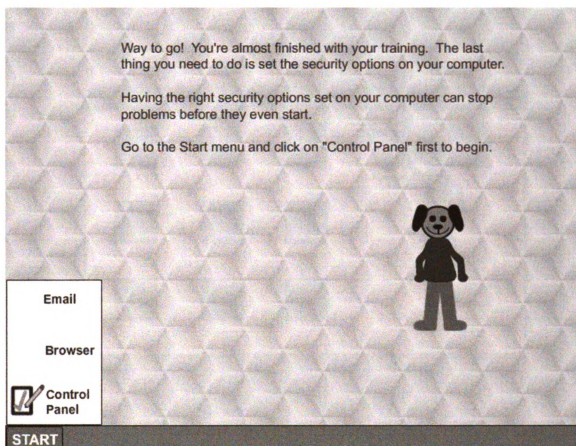 Way to go! You're almost finished with your training. The last
thing you need to do is set the security options on your computer.
Having the right security options set on your computer can stop
problems before they even start.
Go to the Start menu and click on "Control Panel" first to begin.
Email
Browser
Control
Panel
START